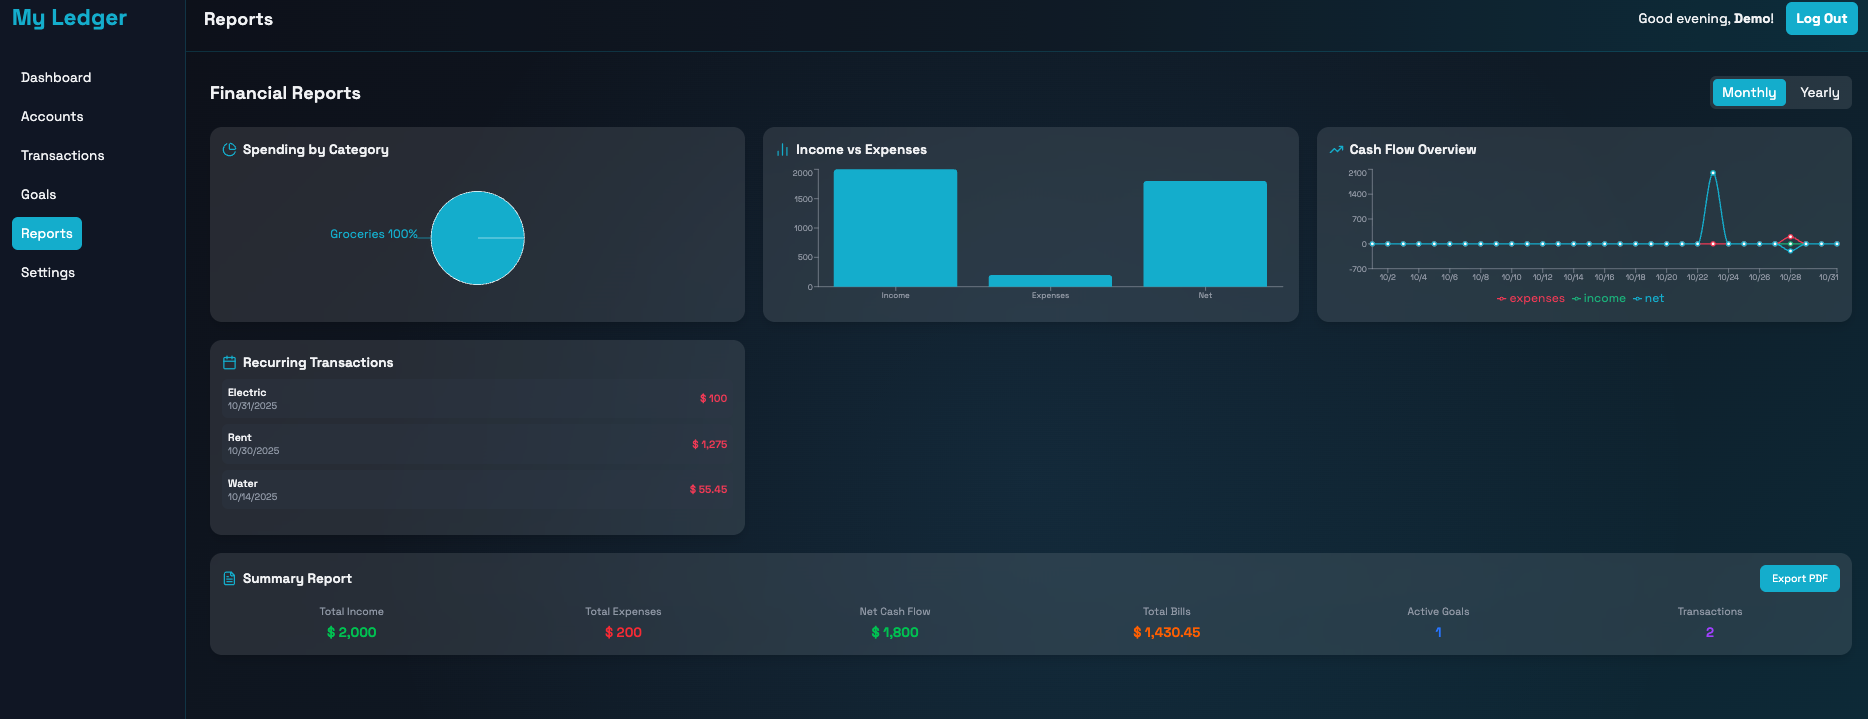 My Ledger
Reports
Good evening, Demo!
Log Out
Dashboard
Accounts
Transactions
Goals
Reports
Settings
Financial Reports
Monthly
Yearly
Spending by Category
Groceries 100%
Income vs Expenses
2000
1500
1000
500
0
Income
Expenses
Net
Cash Flow Overview
2100
1400
700
0
-700
10/2
10/4
10/6
10/8
10/10
10/12
10/14
10/16
10/18
10/20
10/22
10/24
10/26
10/28
10/31
expenses
income
net
Recurring Transactions
Electric
10/31/2025
$ 100
Rent
10/30/2025
$ 1,275
Water
10/14/2025
$ 55.45
Summary Report
Export PDF
Total Income
$ 2,000
Total Expenses
$ 200
Net Cash Flow
$ 1,800
Total Bills
$ 1,430.45
Active Goals
1
Transactions
2